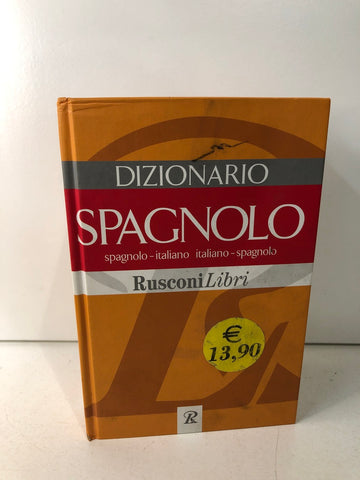 DIZIONARIO
SPAGNOLO
spagnolo-italiano italiano-spagnolo
RusconiLibri
€
13,90
R